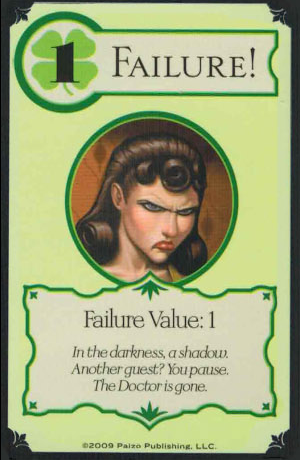 1 FAILURE!
Failure Value: 1
In the darkness, a shadow.
Another guest? You pause.
The Doctor is gone.
©2009 Paizo Publishing, LLC.